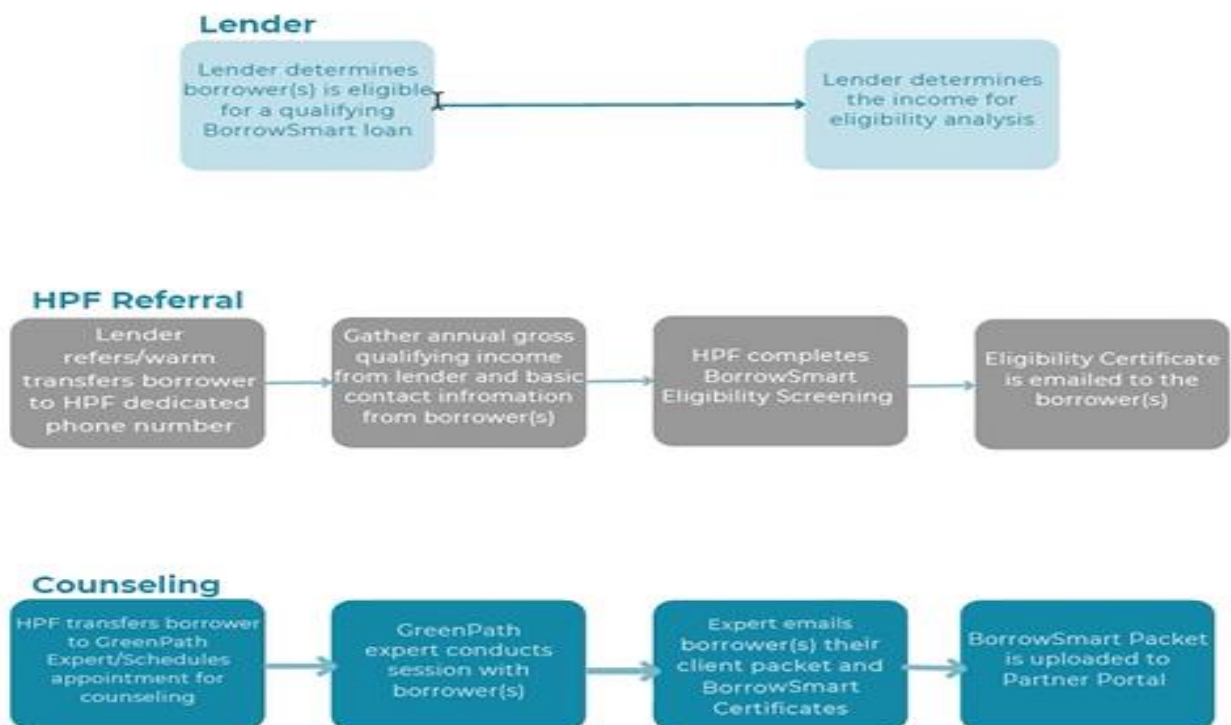 Lender
Lender determines
borrower(s) is eligible
for a qualifying
BorrowSmart loan
Lender determines
the income for
eligibility analysis
HPF Referral
Lender
refers/warm
transfers borrower
to HPF dedicated
phone number
Gather annual gross
qualifying income
from lender and basic
contact infromation
from borrower(s)
HPF completes
BorrowSmart
Eligibility Screening
Eligibility Certificate
is emailed to the
borrower(s)
Counseling
HPF transfers borrower
to GreenPath
Expert/Schedules
appointment for
counseling
GreenPath
expert conducts
session with
borrower(s)
Expert emails
borrower(s) their
client packet and
BorrowSmart
Certificates
BorrowSmart Packet
is uploaded to
Partner Portal